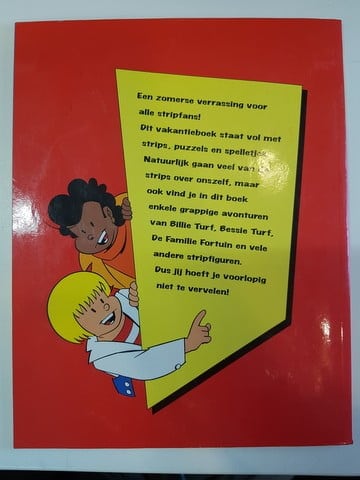 Een zomerse verrassing voor
alle stripfans!
Dit vakantieboek staat vol met
strips, puzzels en
Natuurlijk gaan veel van
strips over onszelf, maar
ook vind je in dit boek
enkele grappige avonturen
van Billie Turf, Bessie Turf,
De Familie Fortuin en vele
andere stripfiguren.
Dus jij hoeft je voorlopig
niet te vervelen!